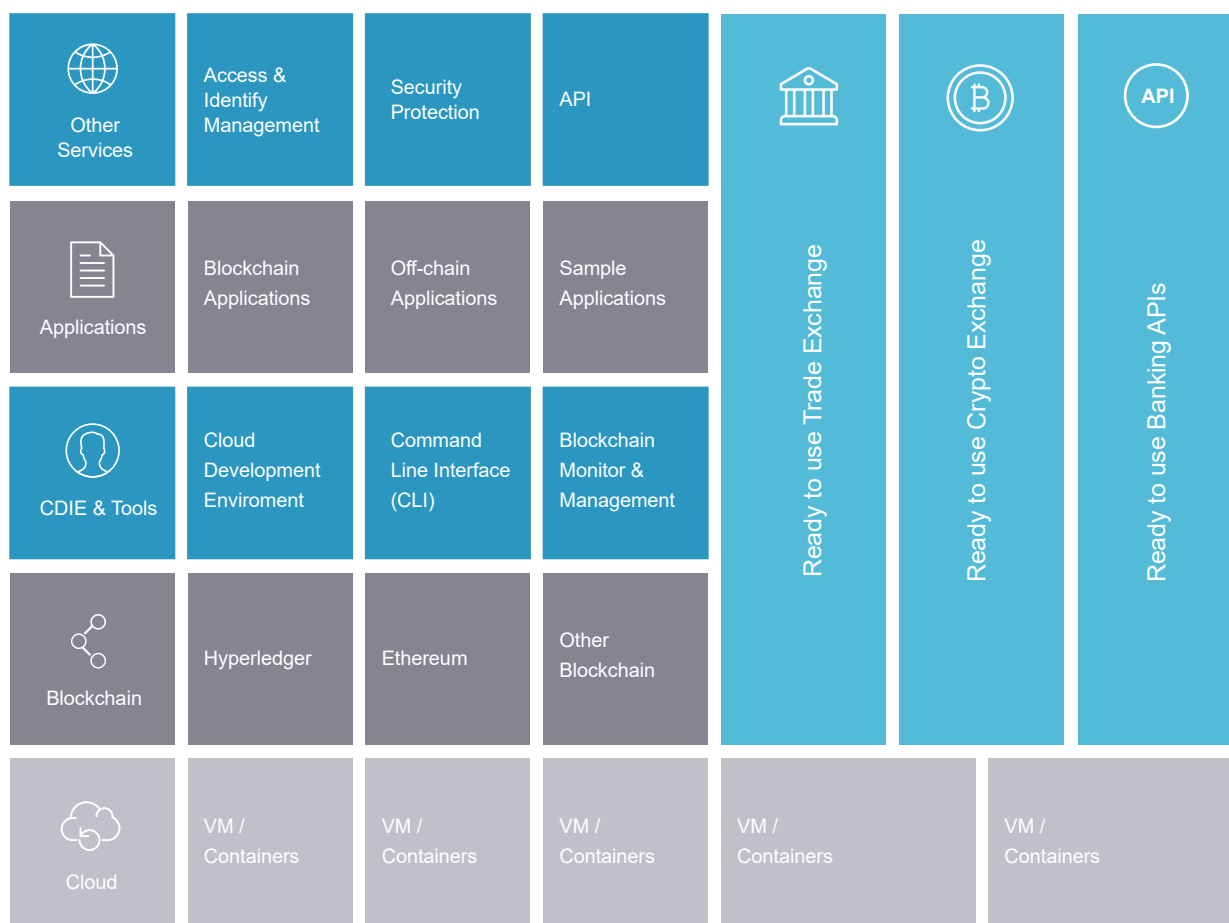 Other
Services
Access &
Identify
Management
Security
Protection
API
API
Applications
Blockchain
Applications
Off-chain
Applications
Sample
Applications
CDIE & Tools
Cloud
Development
Enviroment
Command
Line Interface
(CLI)
Blockchain
Monitor &
Management
Ready to use Trade Exchange
Ready to use Crypto Exchange
Ready to use Banking APIs
Blockchain
Hyperledger
Ethereum
Other
Blockchain
Cloud
VM /
Containers
VM /
Containers
VM /
Containers
VM /
Containers
VM /
Containers